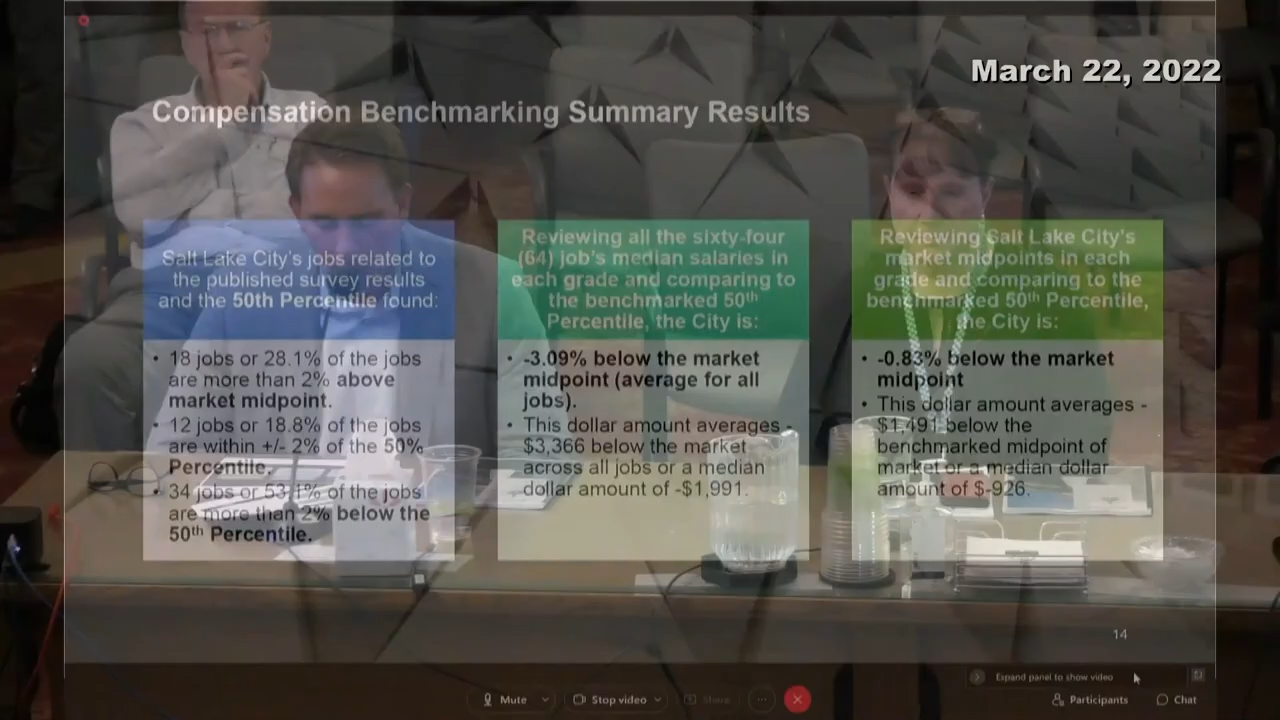 March 22, 2022
Compensation Benchmarking Summary Results
Salt Lake City's jobs related to
the published survey results
and the 50th Percentile found:
• 18 jobs or 28.1% of the jobs
are more than 2% above
market midpoint.
• 12 jobs or 18.8% of the jobs
are within +/- 2% of the 50%
Percentile.
• 34 jobs or 53.1% of the jobs
are more than 2% below the
50th Percentile.
Reviewing all the sixty-four
(64) job's median salaries in
each grade and comparing to
the benchmarked 50th
Percentile, the City is:
• -3.09% below the market
midpoint (average for all
jobs).
• This dollar amount averages -
$3,366 below the market
across all jobs or a median
dollar amount of -$1,991.
Reviewing Salt Lake City's
market midpoints in each
grade and comparing to the
benchmarked 50th Percentile,
the City is:
• -0.83% below the market
midpoint
• This dollar amount averages -
$1,491 below the
benchmarked midpoint of
market or a median dollar
amount of $-926.
14
Expand panel to show video
Mute
Stop video
Share
Participants
Chat